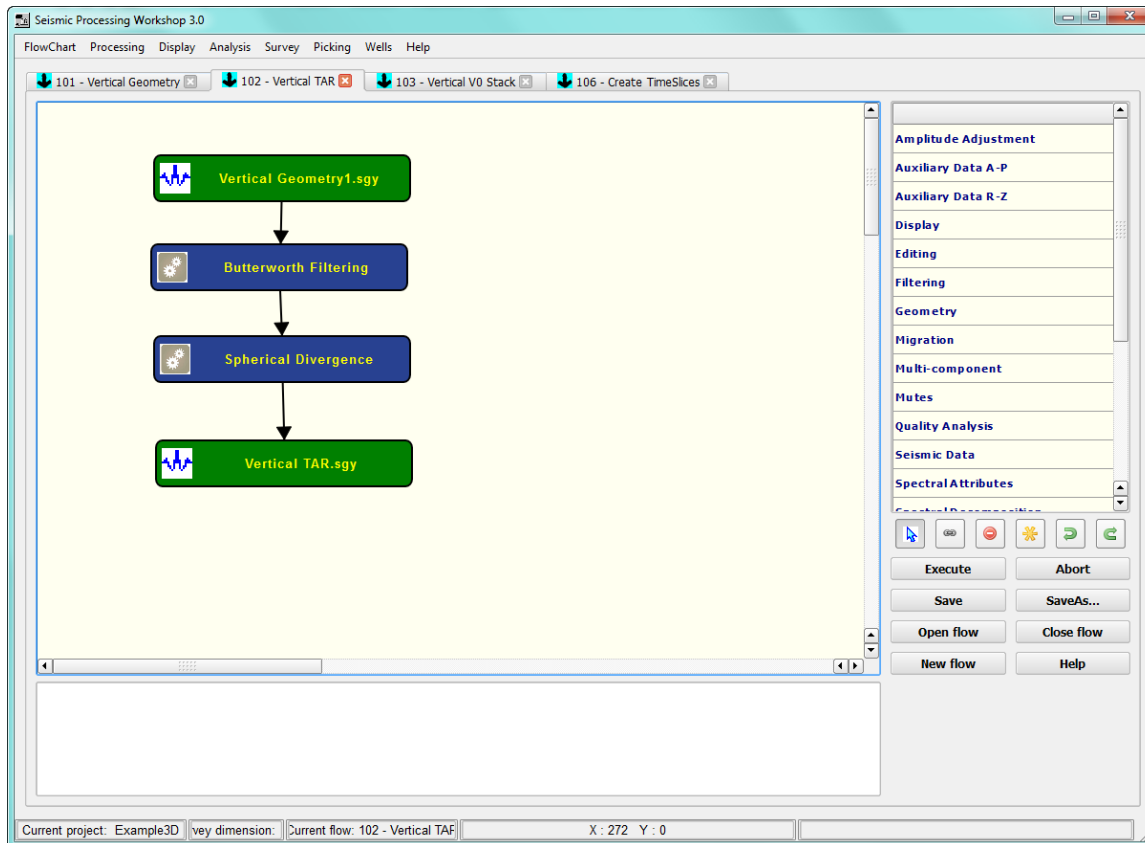 Seismic Processing Workshop 3.0
FlowChart Processing Display Analysis Survey Picking Wells Help
101 - Vertical Geometry 102 - Vertical TAR 103 - Vertical V0 Stack 106 - Create TimeSlices
Vertical Geometry1.sgy
Butterworth Filtering
Spherical Divergence
Vertical TAR.sgy
Amplitude Adjustment
Auxiliary Data A-P
Auxiliary Data R-Z
Display
Editing
Filtering
Geometry
Migration
Multi-component
Mutes
Quality Analysis
Seismic Data
Spectral Attributes
Spectral Decomposition
Execute Abort
Save SaveAs...
Open flow Close flow
New flow Help
Current project: Example3D vey dimension: Current flow: 102 - Vertical TAR X : 272 Y : 0